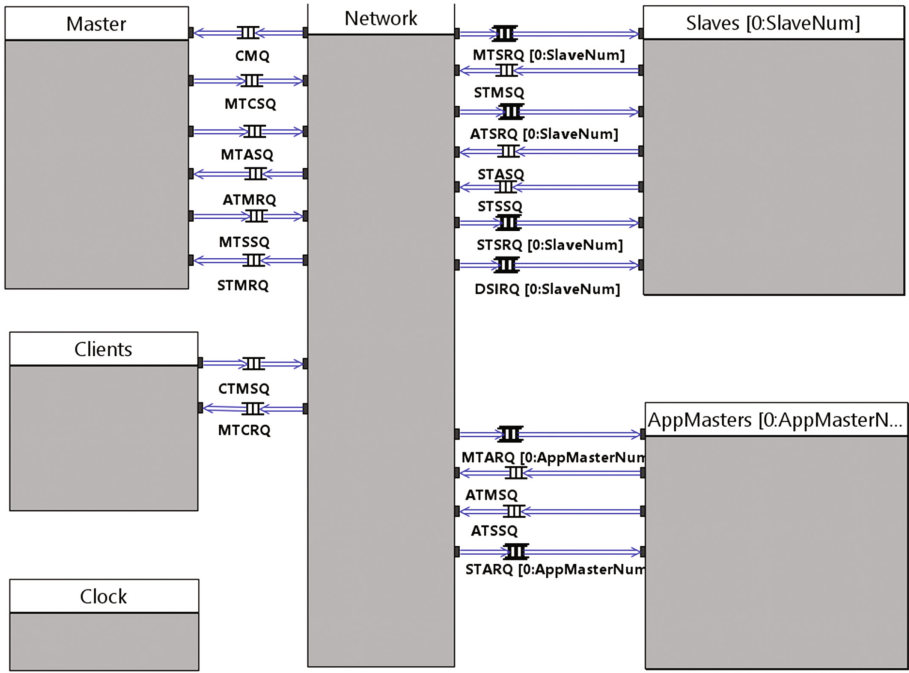 Master
Network
Slaves [0:SlaveNum]
CMQ
MTCSQ
MTASQ
ATMRQ
MTSSQ
STMRQ
MTSRQ [0:SlaveNum]
STMSQ
ATSRQ [0:SlaveNum]
STASQ
STSSQ
STSRQ [0:SlaveNum]
DSIRQ [0:SlaveNum]
Clients
CTMSQ
MTCRQ
AppMasters [0:AppMasterN...
MTARQ [0:AppMasterNum
ATMSQ
ATSSQ
STARQ [0:AppMasterNum
Clock